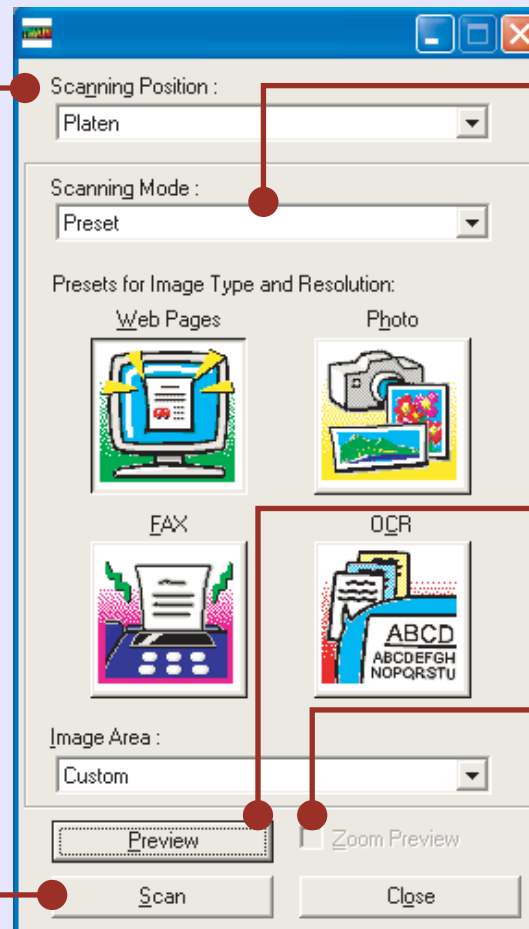 Scanning Position :
Platen
Scanning Mode :
Preset
Presets for Image Type and Resolution:
Web Pages Photo
FAX OCR
ABCD
ABCDEFGH
NOPQRSTU
Image Area :
Custom
Preview Zoom Preview
Scan Close